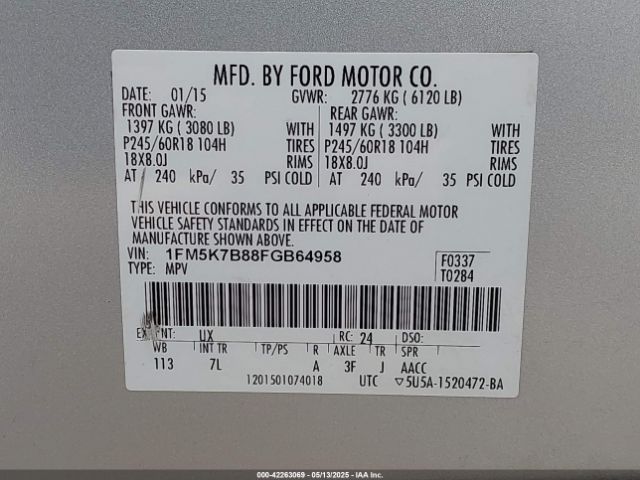 MFD. BY FORD MOTOR CO.
DATE: 01/15 GVWR: 2776 KG ( 6120 LB)
FRONT GAWR: REAR GAWR:
1397 KG ( 3080 LB) WITH 1497 KG ( 3300 LB) WITH
P245/60R18 104H TIRES P245/60R18 104H TIRES
18X8.0J RIMS 18X8.0J RIMS
AT 240 kPa/ 35 PSI COLD AT 240 kPa/ 35 PSI COLD
THIS VEHICLE CONFORMS TO ALL APPLICABLE FEDERAL MOTOR
VEHICLE SAFETY STANDARDS IN EFFECT ON THE DATE OF
MANUFACTURE SHOWN ABOVE.
VIN: 1FM5K7B88FGB64958 F0337
TYPE: MPV T0284
NT: UX RC: 24 DSO:
WB INT TR TP/PS R AXLE TR SPR
113 7L A 3F J AACC
1201501074018 UTC ▽5U5A-1520472-BA
000-42263069 - 05/13/2025 - IAAI.COM